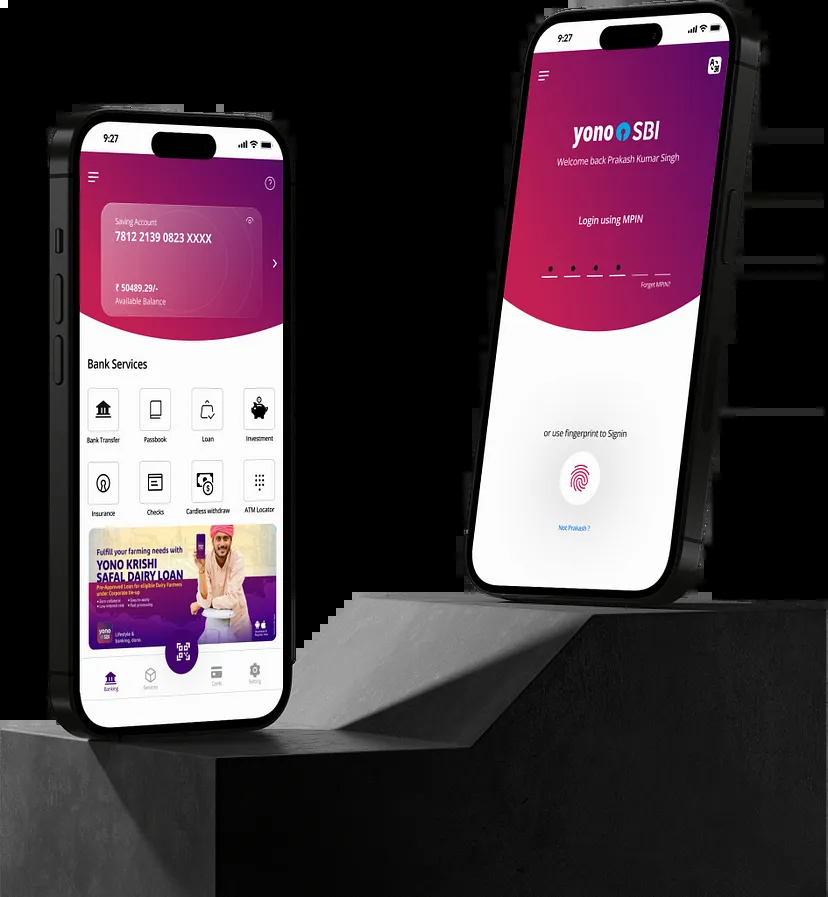 9:27
Saving Account
7812 2139 0823 XXXX
₹ 50489.29/-
Available Balance
Bank Services
Bank Transfer
Passbook
Loan
Investment
Insurance
Checks
Cardless withdraw
ATM Locator
Fulfill your farming needs with
YONO KRISHI
SAFAL DAIRY LOAN
Pre-Approved Loan for eligible Dairy Farmers
under Corporate tie-up
yono
SBI
Lifestyle &
banking, dono.
Banking
Services
Cards
Setting
9:27
yono SBI
Welcome back Prakash Kumar Singh
Login using MPIN
Forget MPIN?
or use fingerprint to Signin
Not Prakash ?